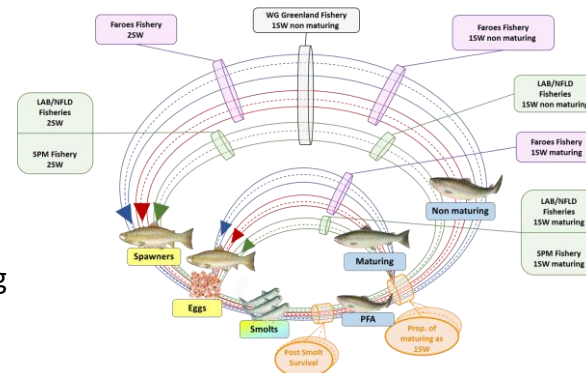 WG Greenland Fishery
1SW non maturing
Faroes Fishery
2SW
Faroes Fishery
1SW non maturing
LAB/NFLD
Fisheries
2SW
SPM Fishery
2SW
LAB/NFLD
Fisheries
1SW non maturing
Faroes Fishery
1SW maturing
LAB/NFLD
Fisheries
1SW maturing
SPM Fishery
1SW maturing
Non maturing
Maturing
Spawners
Eggs
Smolts
PFA
Post Smolt
Survival
Prop. of
maturing as
1SW
g